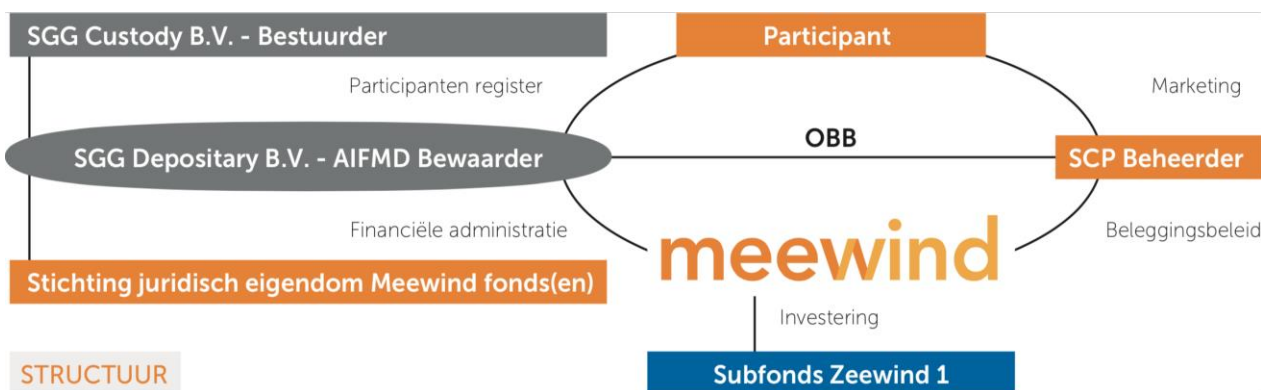 SGG Custody B.V. - Bestuurder
Participant
Participanten register
Marketing
OBB
SGG Depositary B.V. - AIFMD Bewaarder
SCP Beheerder
Financiële administratie
meewind
Beleggingsbeleid
Stichting juridisch eigendom Meewind fonds(en)
Investering
STRUCTUUR
Subfonds Zeewind 1